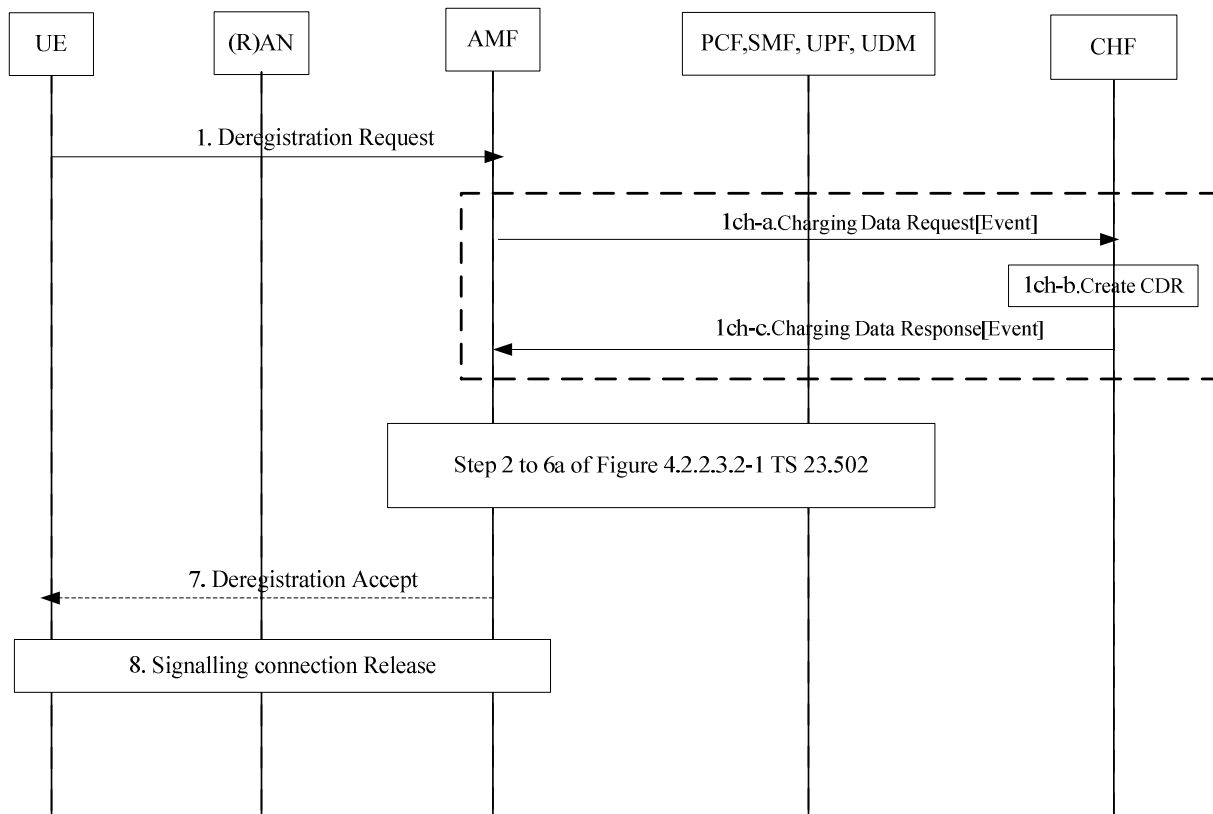 UE
(R)AN
AMF
PCF,SMF, UPF, UDM
CHF
1. Deregistration Request
1ch-a.Charging Data Request[Event]
1ch-b.Create CDR
1ch-c.Charging Data Response[Event]
Step 2 to 6a of Figure 4.2.2.3.2-1 TS 23.502
7. Deregistration Accept
8. Signalling connection Release